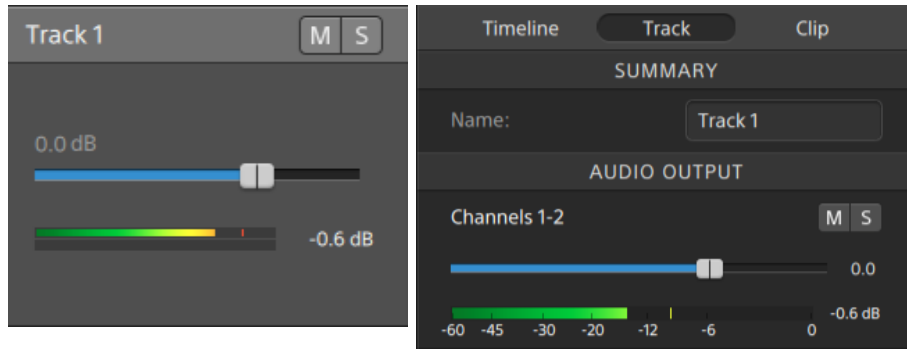 Track 1 M S
0.0 dB
-0.6 dB
Timeline Track Clip
SUMMARY
Name: Track 1
AUDIO OUTPUT
Channels 1-2 M S
0.0
-0.6 dB
-60 -45 -30 -20 -12 -6 0